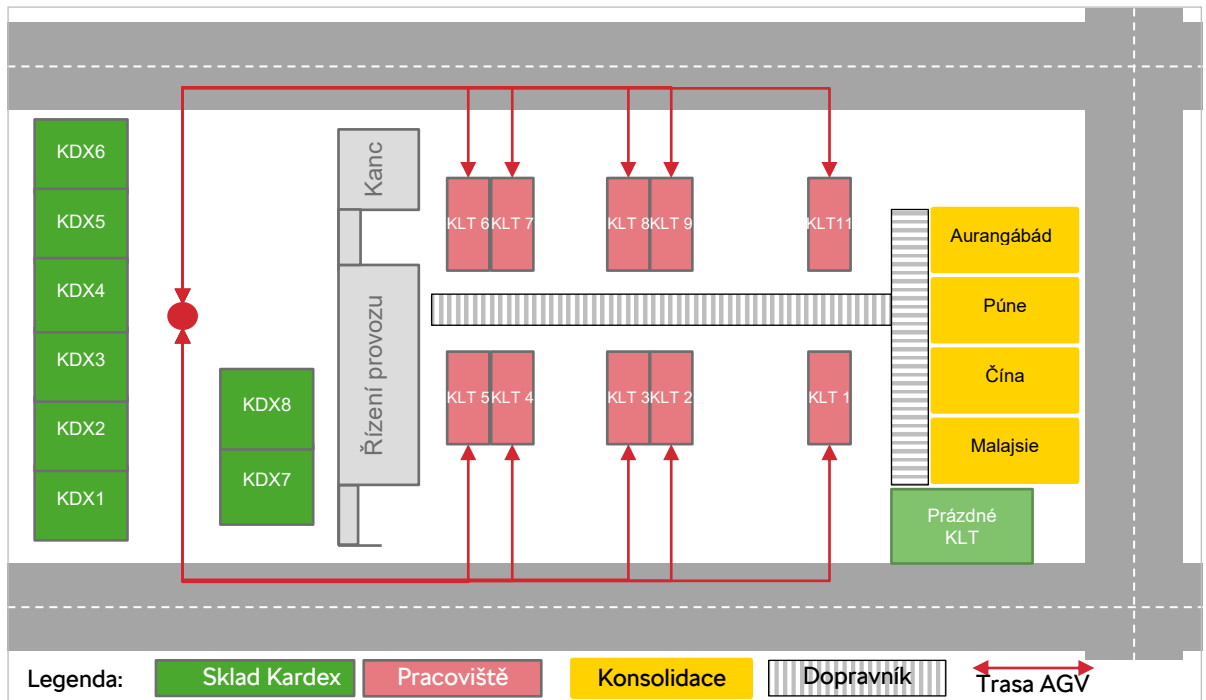 KDX6
KDX5
KDX4
KDX3
KDX2
KDX1
KDX8
KDX7
Kanc
Řízení provozu
KLT 6
KLT 7
KLT 8
KLT 9
KLT11
KLT 5
KLT 4
KLT 3
KLT 2
KLT 1
Aurangábád
Púne
Čína
Malajsie
Prázdné
KLT
Legenda:
Sklad Kardex
Pracoviště
Konsolidace
Dopravník
Trasa AGV